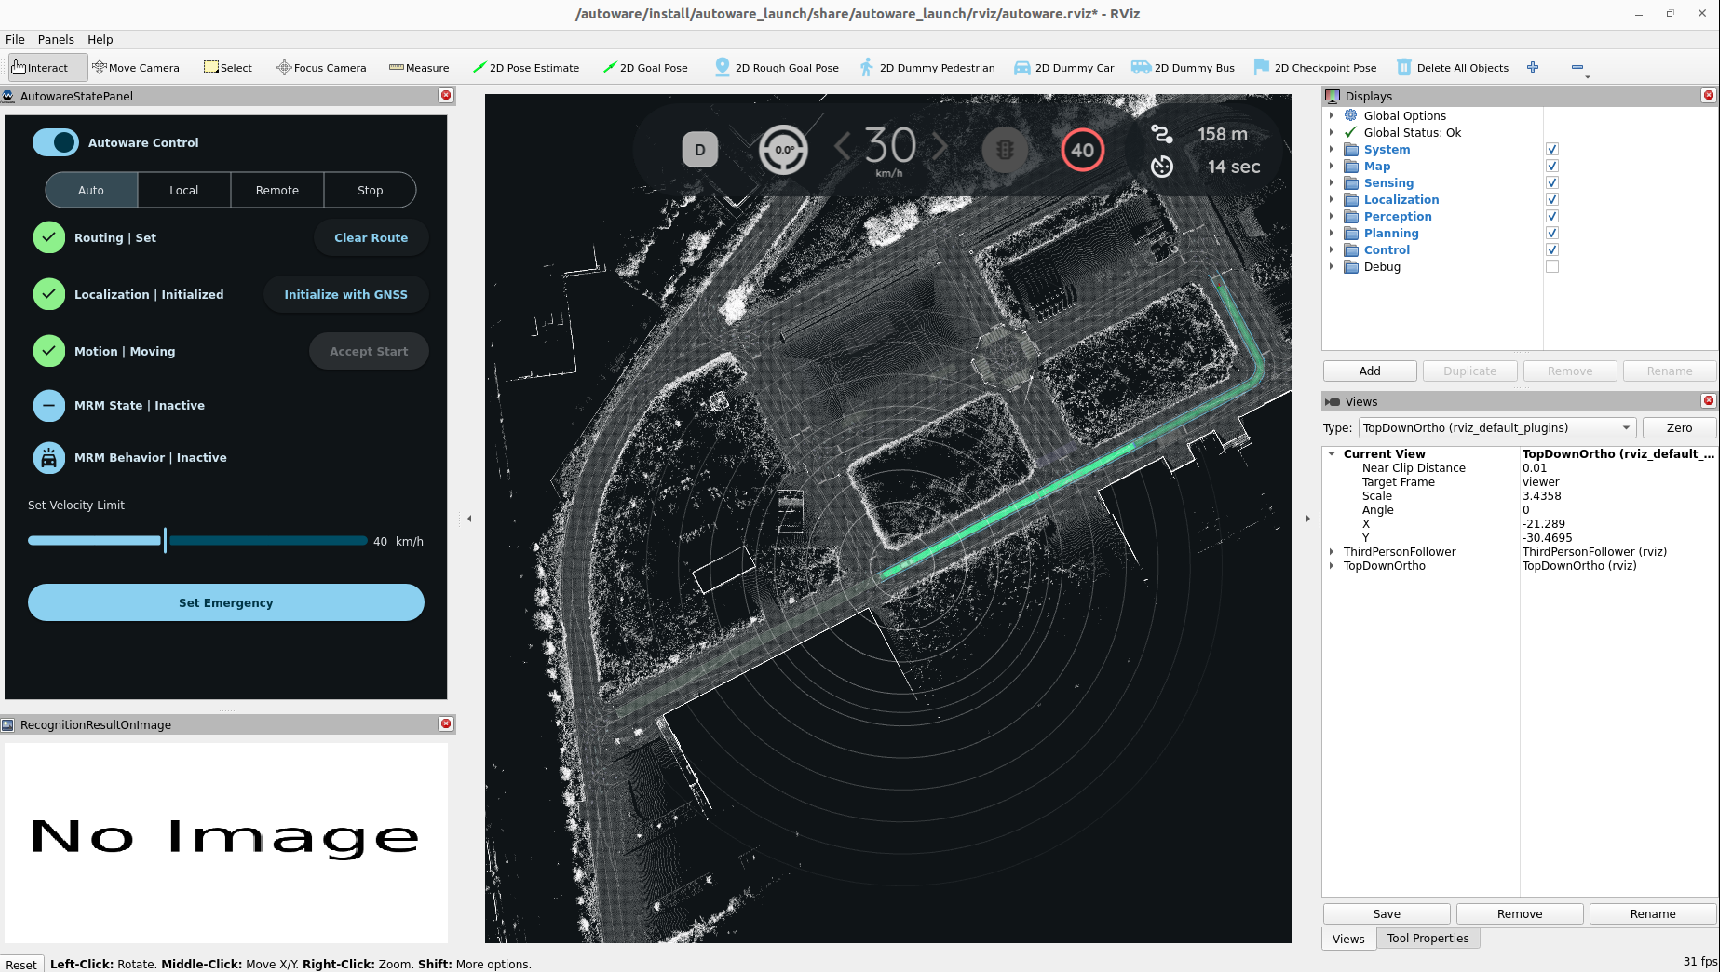 /autoware/install/autoware_launch/share/autoware_launch/rviz/autoware.rviz* - RViz
File Panels Help
Interact Move Camera Select Focus Camera Measure 2D Pose Estimate 2D Goal Pose 2D Rough Goal Pose 2D Dummy Pedestrian 2D Dummy Car 2D Dummy Bus 2D Checkpoint Pose Delete All Objects
AutowareStatePanel
Autoware Control
Auto Local Remote Stop
Routing | Set Clear Route
Localization | Initialized Initialize with GNSS
Motion | Moving Accept Start
MRM State | Inactive
MRM Behavior | Inactive
Set Velocity Limit
40 km/h
Set Emergency
RecognitionResultOnImage
No Image
D 0.0° 30 km/h 40 158 m
14 sec
Displays
Global Options
Global Status: Ok
System
Map
Sensing
Localization
Perception
Planning
Control
Debug
Add Duplicate Remove Rename
Views
Type: TopDownOrtho (rviz_default_plugins) Zero
Current View TopDownOrtho (rviz_default_...
Near Clip Distance 0.01
Target Frame viewer
Scale 3.4358
Angle 0
X -21.289
Y -30.4695
ThirdPersonFollower ThirdPersonFollower (rviz)
TopDownOrtho TopDownOrtho (rviz)
Save Remove Rename
Views Tool Properties
Reset Left-Click: Rotate. Middle-Click: Move X/Y. Right-Click: Zoom. Shift: More options. 31 fps